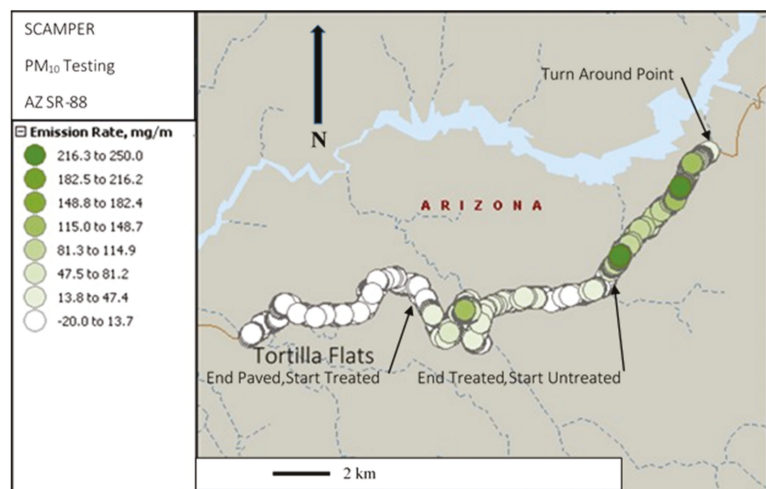 SCAMPER
PM₁₀ Testing
AZ SR-88
Emission Rate, mg/m
216.3 to 250.0
182.5 to 216.2
148.8 to 182.4
115.0 to 148.7
81.3 to 114.9
47.5 to 81.2
13.8 to 47.4
-20.0 to 13.7
Turn Around Point
N
ARIZONA
Tortilla Flats
End Paved,Start Treated
End Treated,Start Untreated
2 km